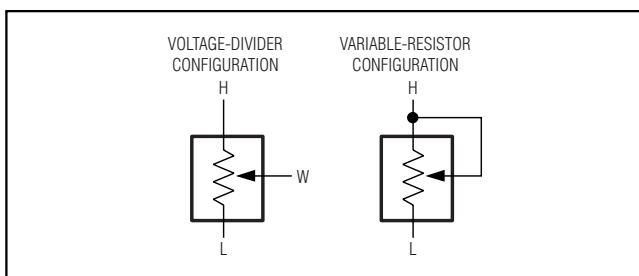 VOLTAGE-DIVIDER
CONFIGURATION
H
W
L
VARIABLE-RESISTOR
CONFIGURATION
H
L